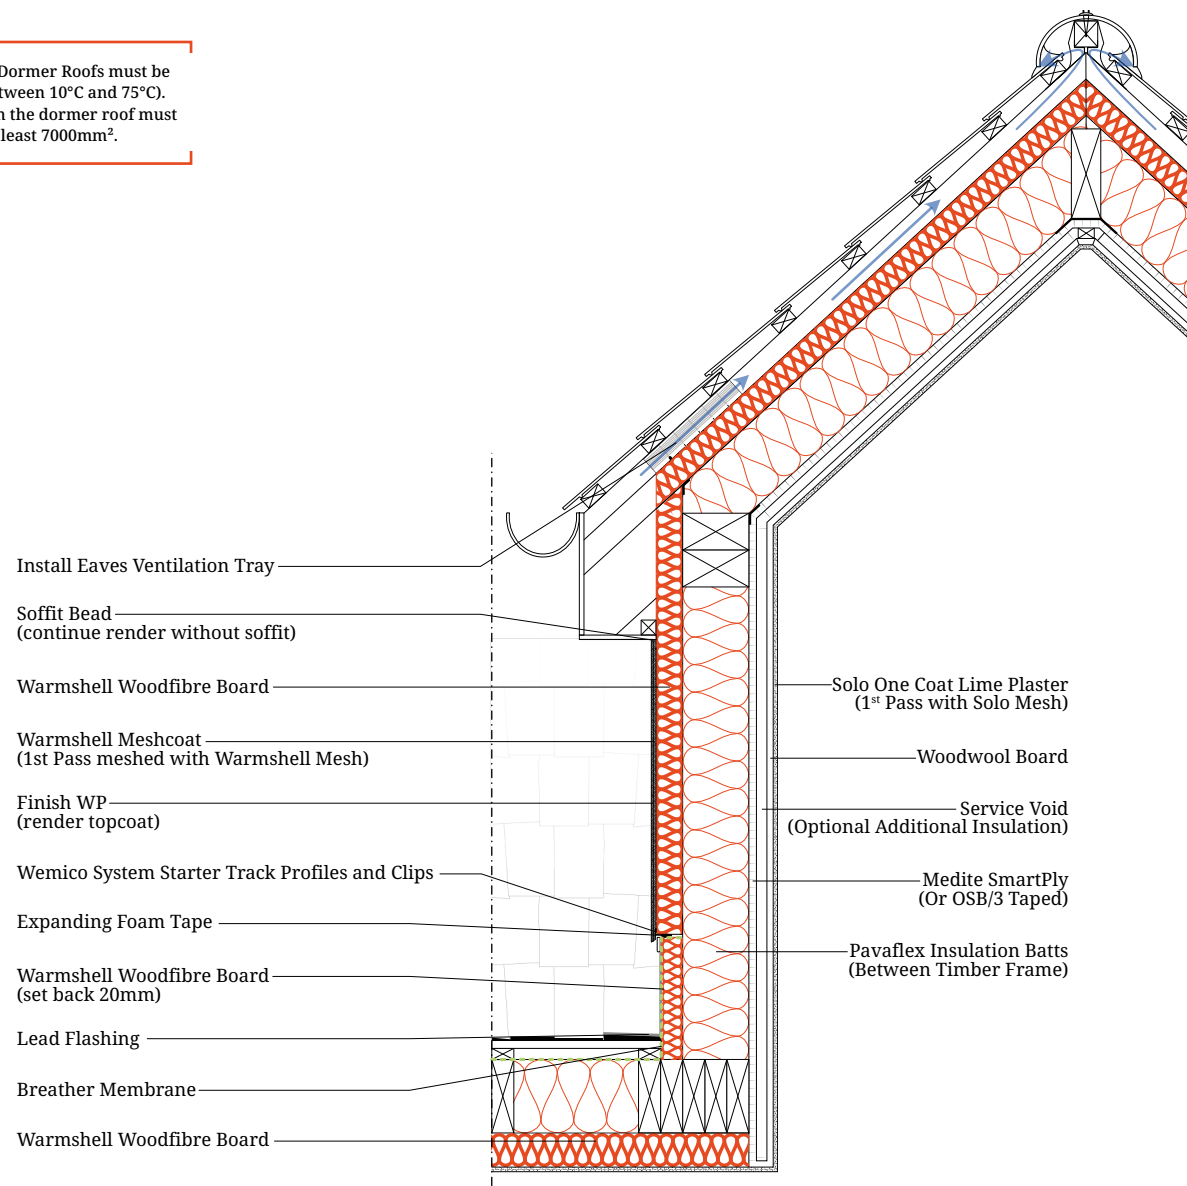 Dormer Roofs must be
tween 10°C and 75°C).
the dormer roof must
least 7000mm².
Install Eaves Ventilation Tray
Soffit Bead
(continue render without soffit)
Warmshell Woodfibre Board
Warmshell Meshcoat
(1st Pass meshed with Warmshell Mesh)
Finish WP
(render topcoat)
Wemico System Starter Track Profiles and Clips
Expanding Foam Tape
Warmshell Woodfibre Board
(set back 20mm)
Lead Flashing
Breather Membrane
Warmshell Woodfibre Board
Solo One Coat Lime Plaster
(1st Pass with Solo Mesh)
Woodwool Board
Service Void
(Optional Additional Insulation)
Medite SmartPly
(Or OSB/3 Taped)
Pavaflex Insulation Batts
(Between Timber Frame)